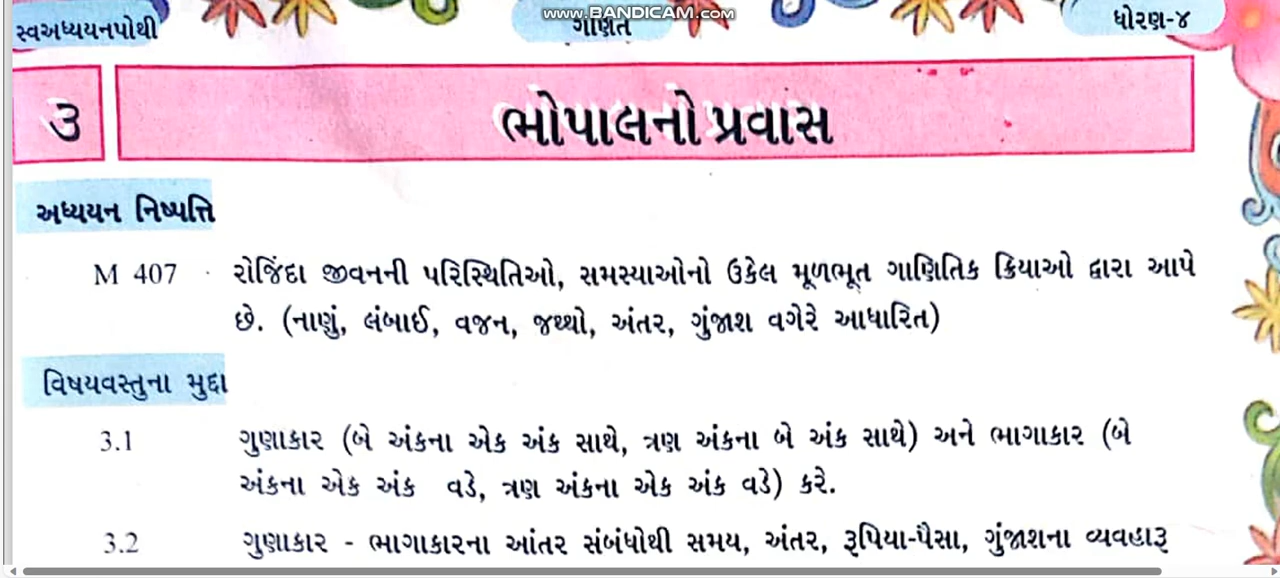 www.BANDICAM.com
સ્વઅધ્યયનપોથી
ગણિત
ધોરણ-૪
૩
ભોપાલનો પ્રવાસ
અધ્યયન નિષ્પત્તિ
M 407
રોજિંદા જીવનની પરિસ્થિતિઓ, સમસ્યાઓનો ઉકેલ મૂળભૂત ગાણિતિક ક્રિયાઓ દ્વારા આપે
છે. (નાણું, લંબાઈ, વજન, જથ્થો, અંતર, ગુંજાશ વગેરે આધારિત)
વિષયવસ્તુના મુદ્દા
3.1 ગુણાકાર (બે અંકના એક અંક સાથે, ત્રણ અંકના બે અંક સાથે) અને ભાગાકાર (બે
અંકના એક અંક વડે, ત્રણ અંકના એક અંક વડે) કરે.
3.2 ગુણાકાર - ભાગાકારના આંતર સંબંધોથી સમય, અંતર, રૂપિયા-પૈસા, ગુંજાશના વ્યવહારૂ